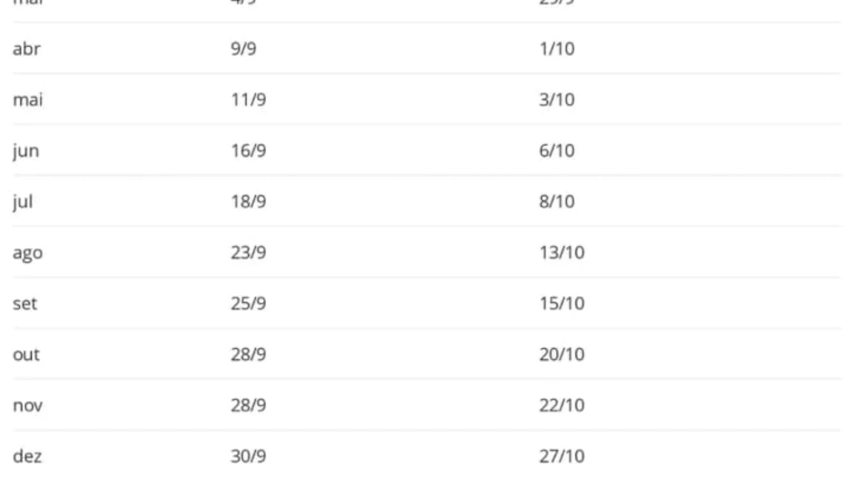 abr 9/9 1/10
mai 11/9 3/10
jun 16/9 6/10
jul 18/9 8/10
ago 23/9 13/10
set 25/9 15/10
out 28/9 20/10
nov 28/9 22/10
dez 30/9 27/10